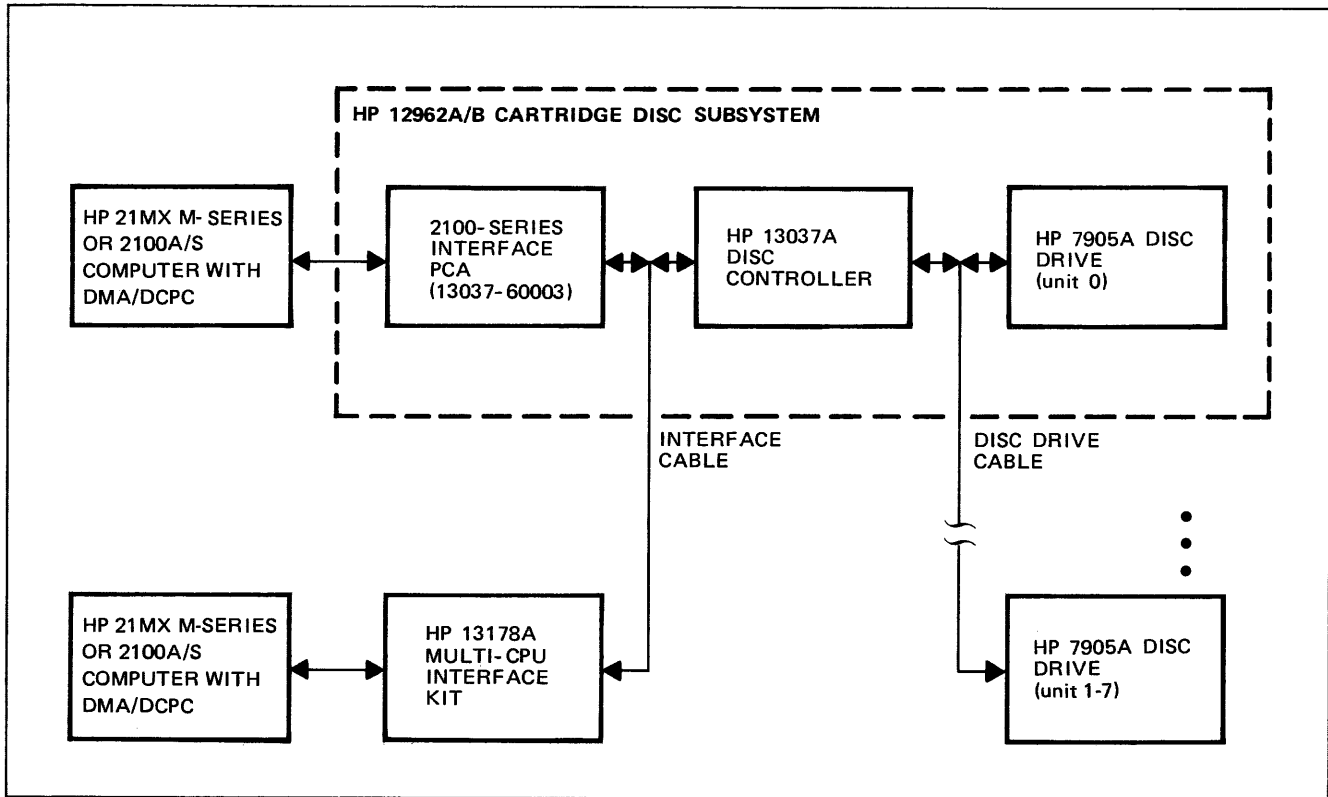 HP 12962A/B CARTRIDGE DISC SUBSYSTEM
HP 21MX M-SERIES
OR 2100A/S
COMPUTER WITH
DMA/DCPC
2100-SERIES
INTERFACE
PCA
(13037-60003)
HP 13037A
DISC
CONTROLLER
HP 7905A DISC
DRIVE
(unit 0)
INTERFACE
CABLE
DISC DRIVE
CABLE
HP 21MX M-SERIES
OR 2100A/S
COMPUTER WITH
DMA/DCPC
HP 13178A
MULTI-CPU
INTERFACE
KIT
HP 7905A DISC
DRIVE
(unit 1-7)